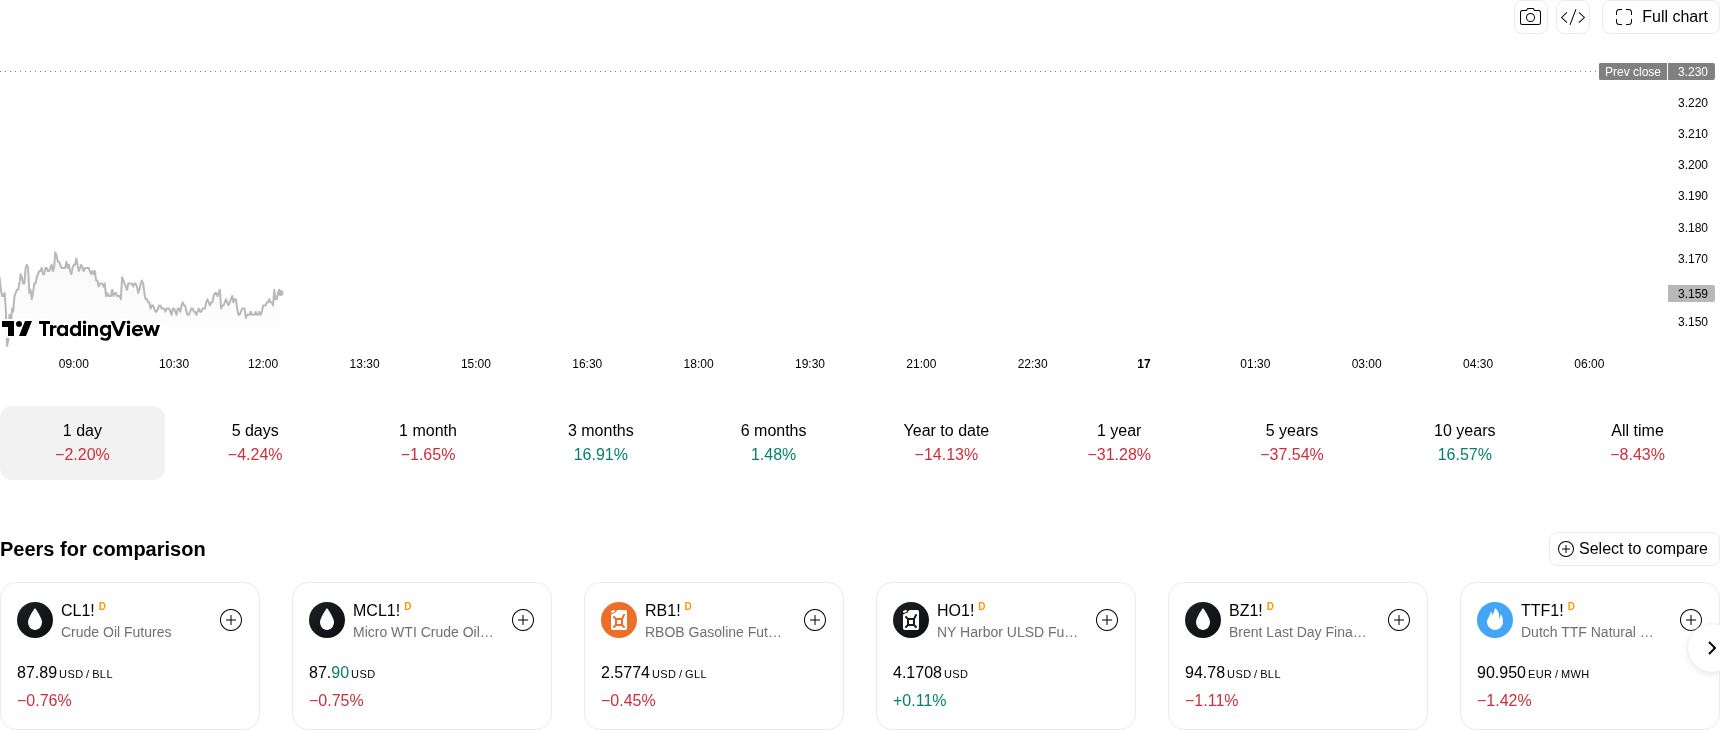 Full chart
Prev close 3.230
3.220
3.210
3.200
3.190
3.180
3.170
3.159
3.150
TradingView
09:00 10:30 12:00 13:30 15:00 16:30 18:00 19:30 21:00 22:30 17 01:30 03:00 04:30 06:00
1 day 5 days 1 month 3 months 6 months Year to date 1 year 5 years 10 years All time
−2.20% −4.24% −1.65% 16.91% 1.48% −14.13% −31.28% −37.54% 16.57% −8.43%
Peers for comparison
Select to compare
CL1! D
Crude Oil Futures
87.89 USD / BLL
−0.76%
MCL1! D
Micro WTI Crude Oil…
87.90 USD
−0.75%
RB1! D
RBOB Gasoline Fut…
2.5774 USD / GLL
−0.45%
HO1! D
NY Harbor ULSD Fu…
4.1708 USD
+0.11%
BZ1! D
Brent Last Day Fina…
94.78 USD / BLL
−1.11%
TTF1! D
Dutch TTF Natural …
90.950 EUR / MWH
−1.42%